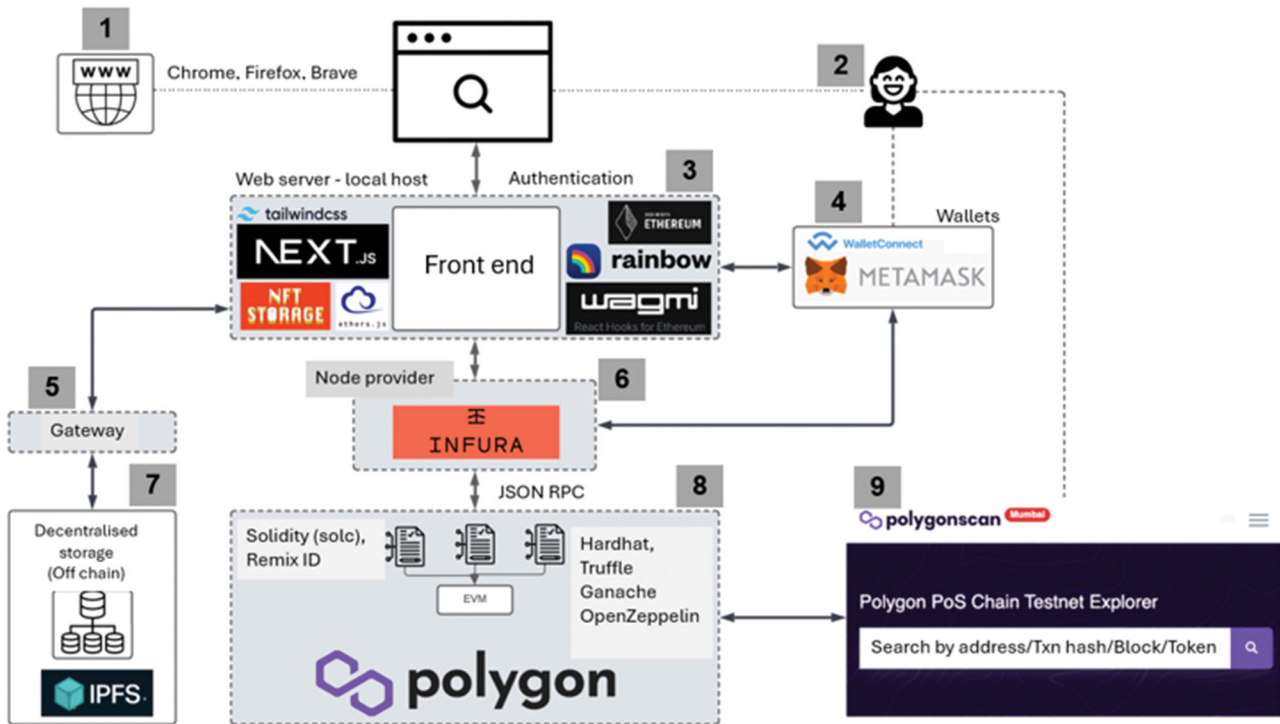 1
WWW
Chrome, Firefox, Brave
2
Web server - local host
Authentication
3
tailwindcss
NEXT.JS
NFT
STORAGE
ethers.js
Front end
ETHEREUM
rainbow
wagmi
React Hooks for Ethereum
4
Wallets
WalletConnect
METAMASK
5
Gateway
Node provider
6
INFURA
JSON RPC
7
Decentralised
storage
(Off chain)
IPFS
8
Solidity (solc),
Remix ID
EVM
Hardhat,
Truffle
Ganache
OpenZeppelin
polygon
9
polygonscan Mumbai
Polygon PoS Chain Testnet Explorer
Search by address/Txn hash/Block/Token